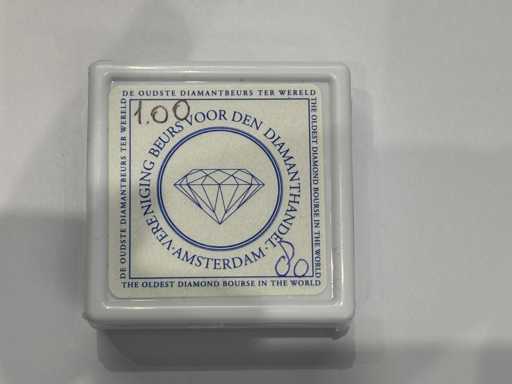 DE OUDSTE DIAMANTBEURS TER WERELD
THE OLDEST DIAMOND BOURSE IN THE WORLD
DE OUDSTE DIAMANTBEURS TER WERELD
1.00
VERENIGING BEURS VOOR DEN DIAMANTHANDEL
·AMSTERDAM·
THE OLDEST DIAMOND BOURSE IN THE WORLD